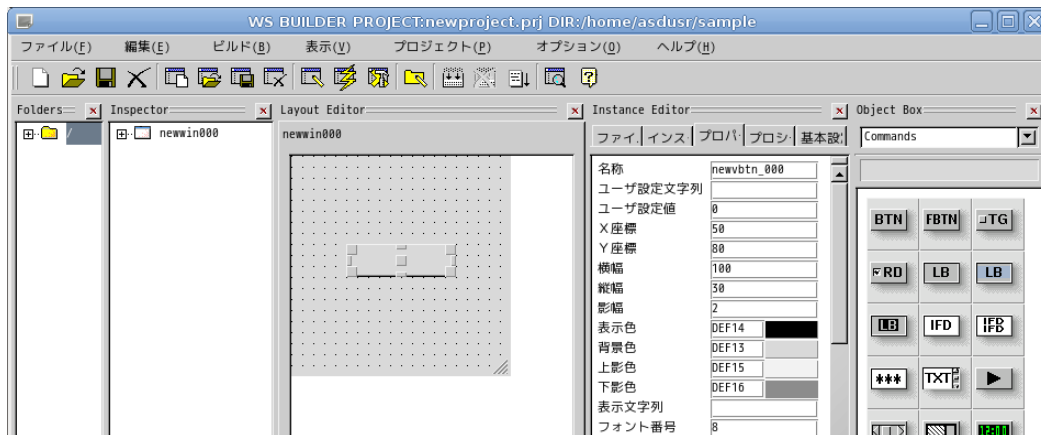 WS BUILDER PROJECT:newproject.prj DIR:/home/asdusr/sample
ファイル(F) 編集(E) ビルド(B) 表示(V) プロジェクト(P) オプション(O) ヘルプ(H)
Folders Inspector Layout Editor Instance Editor Object Box
/ newwin000 newwin000 ファイ. インス プロパ プロシ 基本設 Commands
名称 newvbtn_000
ユーザ設定文字列
ユーザ設定値 0
X座標 50
Y座標 80
横幅 100
縦幅 30
影幅 2
表示色 DEF14
背景色 DEF13
上影色 DEF15
下影色 DEF16
表示文字列
フォント番号 8
BTN FBTN TG
RD LB LB
LB IFD IFD IFD
*** TXT
12:00